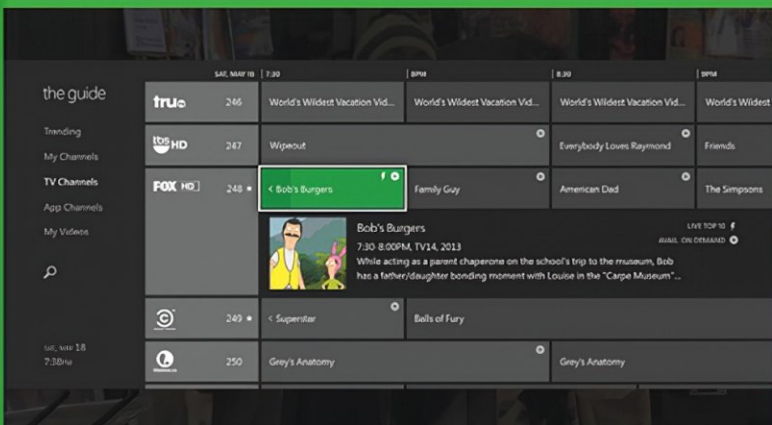 the guide
Trending
My Channels
TV Channels
App Channels
My Videos
7:38PM
SAT, MAY 18 7:30 8PM 8:30 9PM
tru 246 World's Wildest Vacation Vid... World's Wildest Vacation Vid... World's Wildest Vacation Vid... World's Wildest
tbs HD 247 Wipeout Everybody Loves Raymond Friends
FOX HD 248 < Bob's Burgers Family Guy American Dad The Simpsons
Bob's Burgers LIVE TOP 10
7:30-8:00PM, TV14, 2013 AVAIL. ON DEMAND
While acting as a parent chaperone on the school's trip to the museum, Bob
has a father/daughter bonding moment with Louise in the "Carpe Museum"...
249 < Superstar Balls of Fury
250 Grey's Anatomy Grey's Anatomy